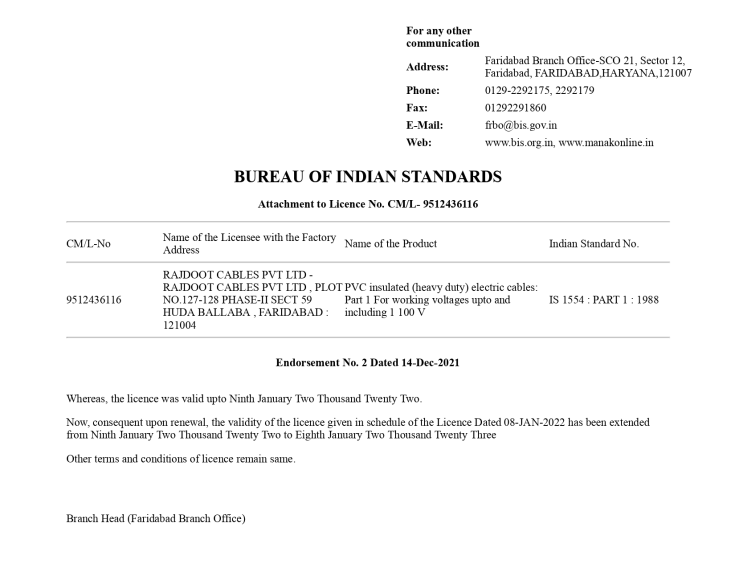 For any other
communication
Address:
Faridabad Branch Office-SCO 21, Sector 12,
Faridabad, FARIDABAD,HARYANA,121007
Phone: 0129-2292175, 2292179
Fax: 01292291860
E-Mail: frbo@bis.gov.in
Web: www.bis.org.in, www.manakonline.in
BUREAU OF INDIAN STANDARDS
Attachment to Licence No. CM/L- 9512436116
CM/L-No
Name of the Licensee with the Factory
Address
Name of the Product
Indian Standard No.
9512436116
RAJDOOT CABLES PVT LTD -
RAJDOOT CABLES PVT LTD , PLOT
NO.127-128 PHASE-II SECT 59
HUDA BALLABA , FARIDABAD :
121004
PVC insulated (heavy duty) electric cables:
Part 1 For working voltages upto and
including 1 100 V
IS 1554 : PART 1 : 1988
Endorsement No. 2 Dated 14-Dec-2021
Whereas, the licence was valid upto Ninth January Two Thousand Twenty Two.
Now, consequent upon renewal, the validity of the licence given in schedule of the Licence Dated 08-JAN-2022 has been extended
from Ninth January Two Thousand Twenty Two to Eighth January Two Thousand Twenty Three
Other terms and conditions of licence remain same.
Branch Head (Faridabad Branch Office)